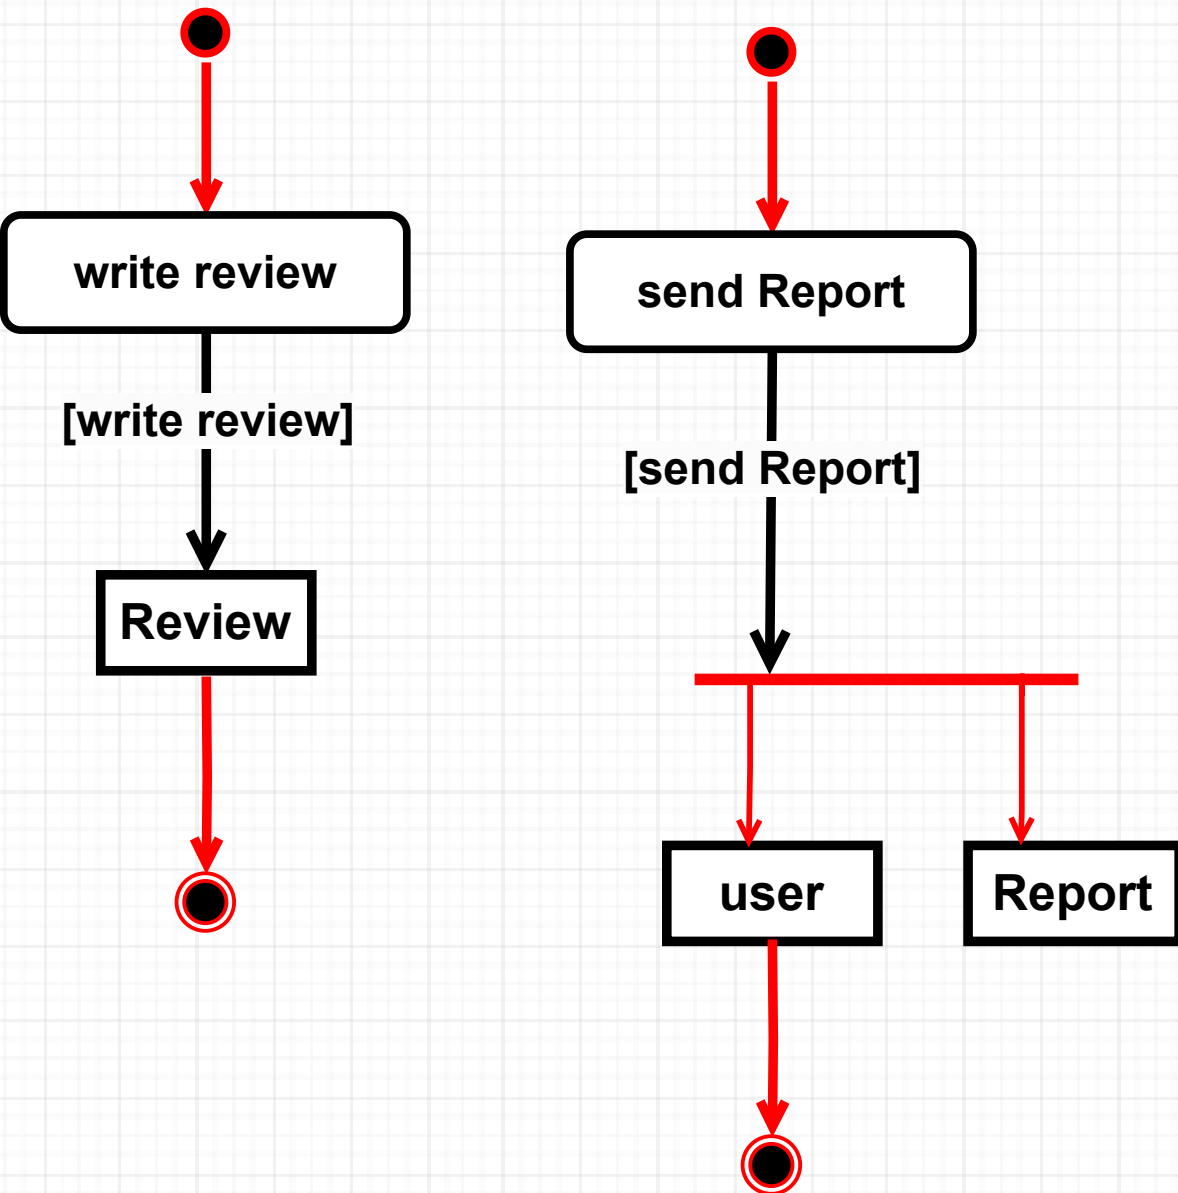 write review
[write review]
Review
send Report
[send Report]
user
Report